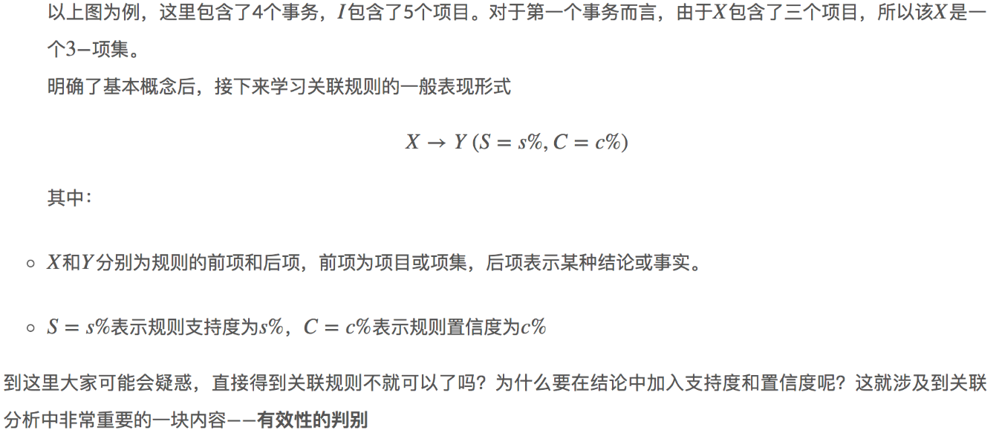 以上图为例，这里包含了4个事务，I包含了5个项目。对于第一个事务而言，由于X包含了三个项目，所以该X是一
个3–项集。
明确了基本概念后，接下来学习关联规则的一般表现形式
X → Y (S = s%, C = c%)
其中：
X和Y分别为规则的前项和后项，前项为项目或项集，后项表示某种结论或事实。
S = s%表示规则支持度为s%，C = c%表示规则置信度为c%
到这里大家可能会疑惑，直接得到关联规则不就可以了吗？为什么要在结论中加入支持度和置信度呢？这就涉及到关联
分析中非常重要的一块内容——有效性的判别